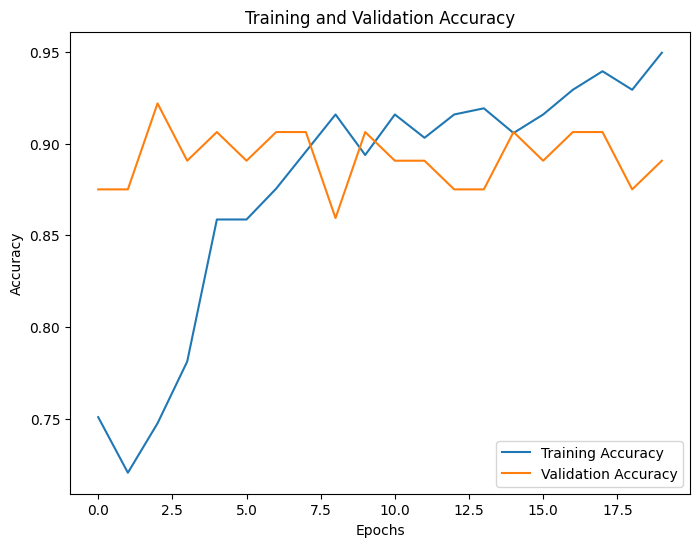 Training and Validation Accuracy
0.95
0.90
0.85
0.80
0.75
Accuracy
Training Accuracy
Validation Accuracy
0.0 2.5 5.0 7.5 10.0 12.5 15.0 17.5
Epochs